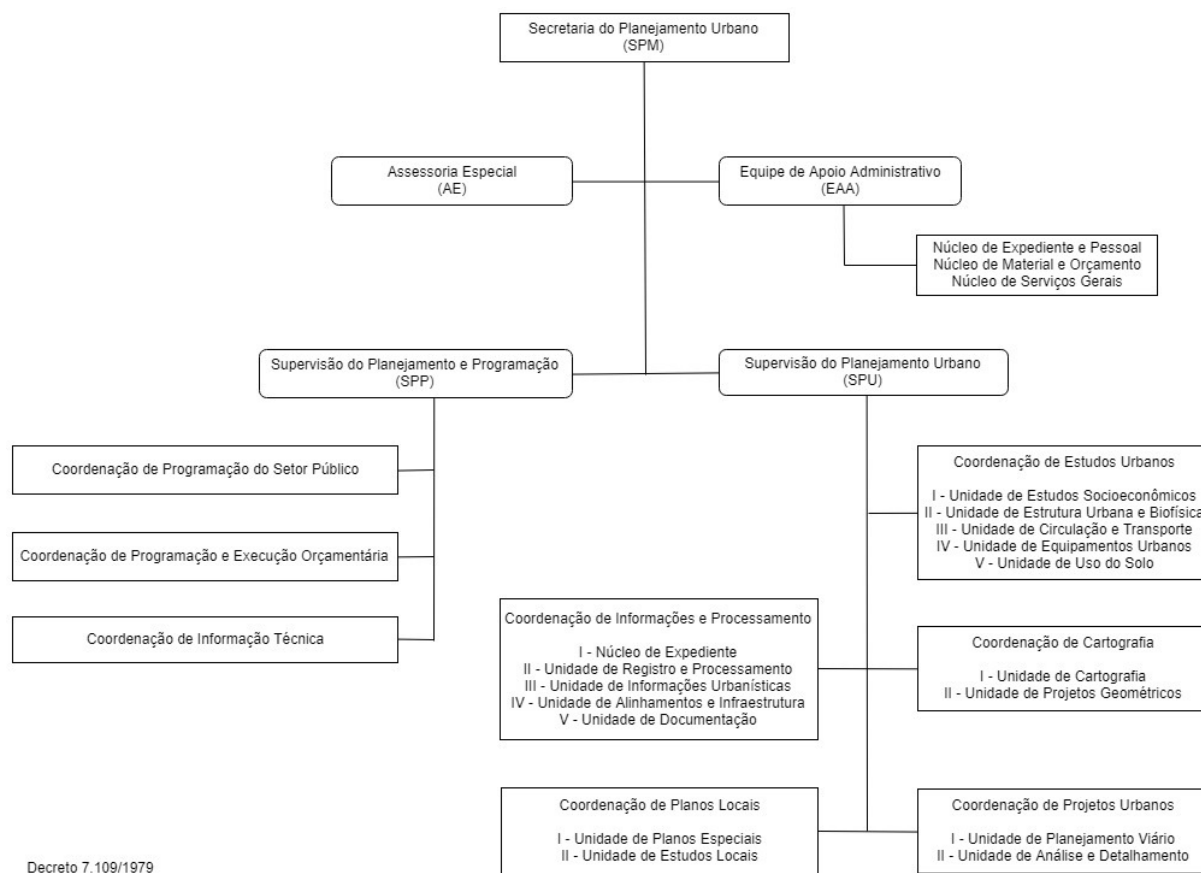 Secretaria do Planejamento Urbano
(SPM)
Assessoria Especial
(AE)
Equipe de Apoio Administrativo
(EAA)
Núcleo de Expediente e Pessoal
Núcleo de Material e Orçamento
Núcleo de Serviços Gerais
Supervisão do Planejamento e Programação
(SPP)
Supervisão do Planejamento Urbano
(SPU)
Coordenação de Programação do Setor Público
Coordenação de Programação e Execução Orçamentária
Coordenação de Informação Técnica
Coordenação de Estudos Urbanos
I - Unidade de Estudos Socioeconômicos
II - Unidade de Estrutura Urbana e Biofísica
III - Unidade de Circulação e Transporte
IV - Unidade de Equipamentos Urbanos
V - Unidade de Uso do Solo
Coordenação de Informações e Processamento
I - Núcleo de Expediente
II - Unidade de Registro e Processamento
III - Unidade de Informações Urbanísticas
IV - Unidade de Alinhamentos e Infraestrutura
V - Unidade de Documentação
Coordenação de Cartografia
I - Unidade de Cartografia
II - Unidade de Projetos Geométricos
Coordenação de Planos Locais
I - Unidade de Planos Especiais
II - Unidade de Estudos Locais
Coordenação de Projetos Urbanos
I - Unidade de Planejamento Viário
II - Unidade de Análise e Detalhamento
Decreto 7.109/1979